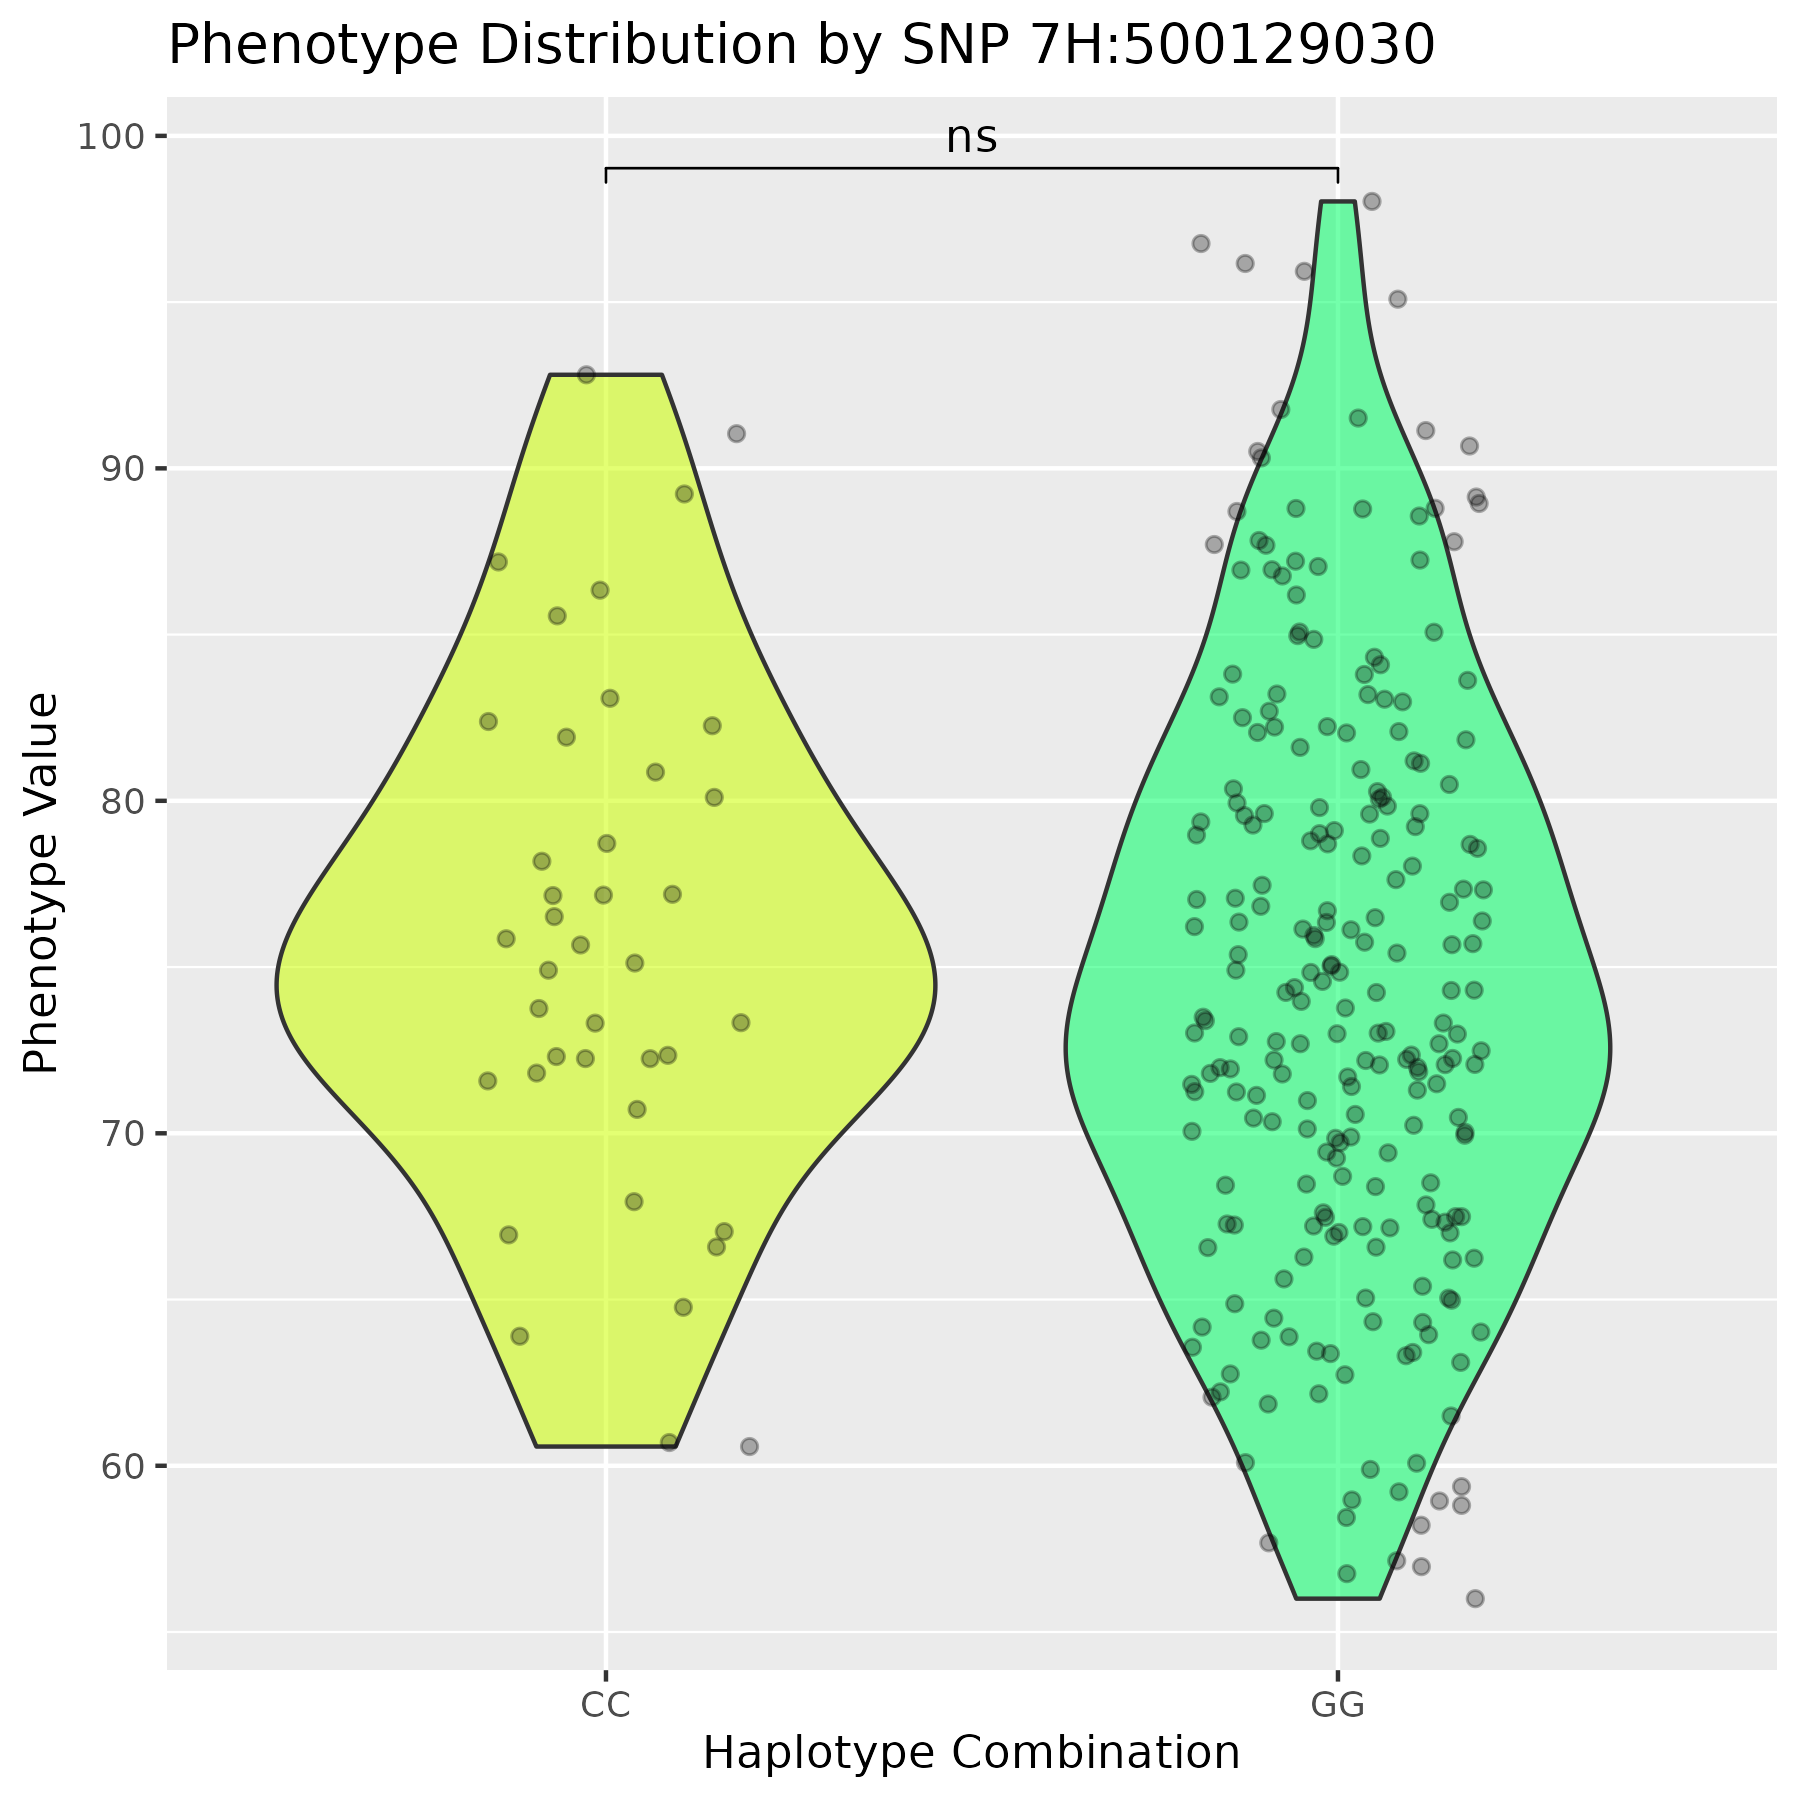 Phenotype Distribution by SNP 7H:500129030
ns
100
90
80
70
60
Phenotype Value
CC
GG
Haplotype Combination